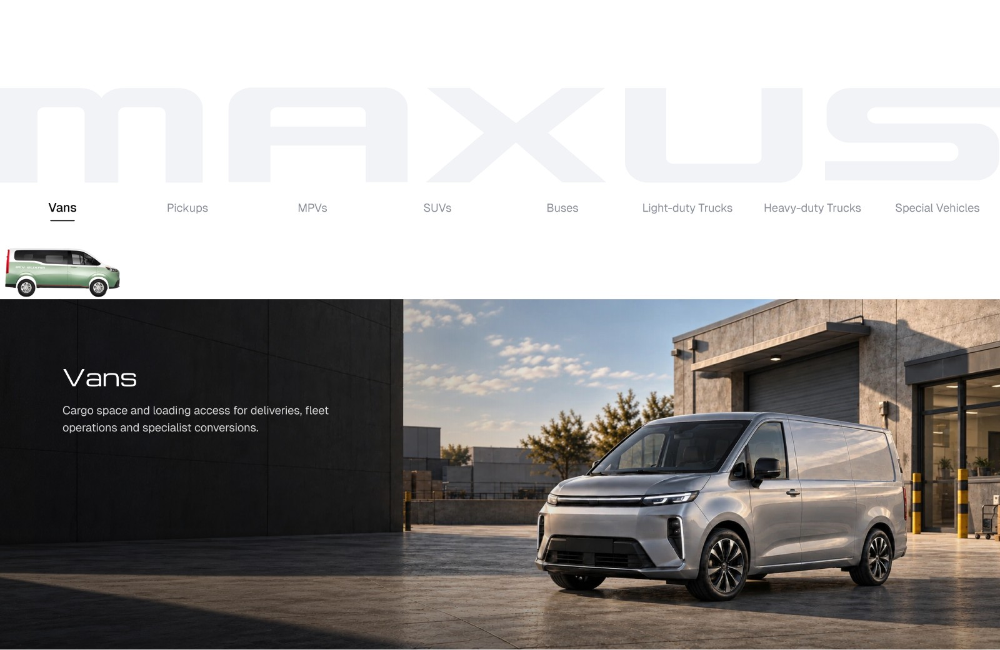 MAXUS
Vans
Pickups
MPVs
SUVs
Buses
Light-duty Trucks
Heavy-duty Trucks
Special Vehicles
Vans
Cargo space and loading access for deliveries, fleet
operations and specialist conversions.